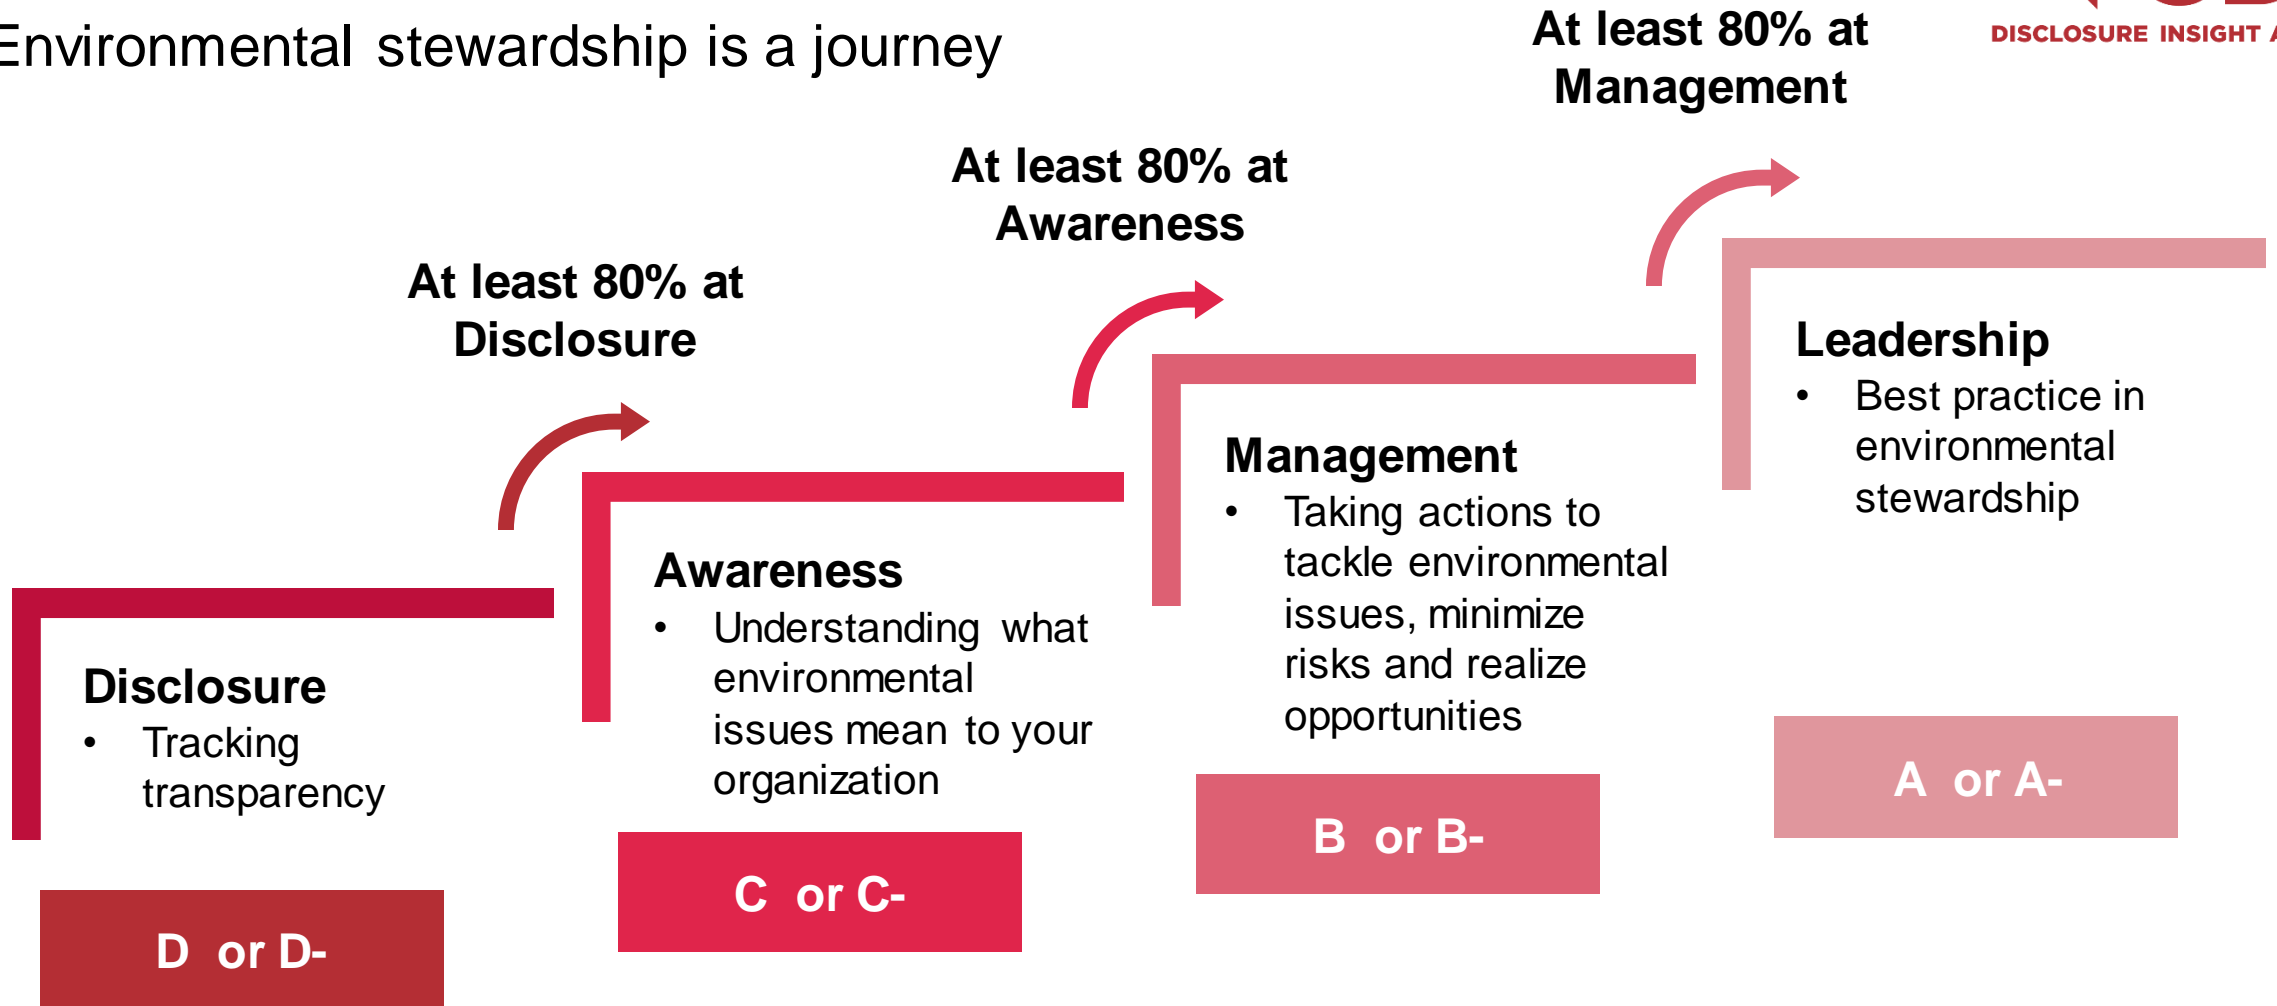 Environmental stewardship is a journey
DISCLOSURE INSIGHT
At least 80% at
Management
At least 80% at
Awareness
At least 80% at
Disclosure
Disclosure
• Tracking
transparency
D or D-
Awareness
• Understanding what
environmental
issues mean to your
organization
C or C-
Management
• Taking actions to
tackle environmental
issues, minimize
risks and realize
opportunities
B or B-
Leadership
• Best practice in
environmental
stewardship
A or A-